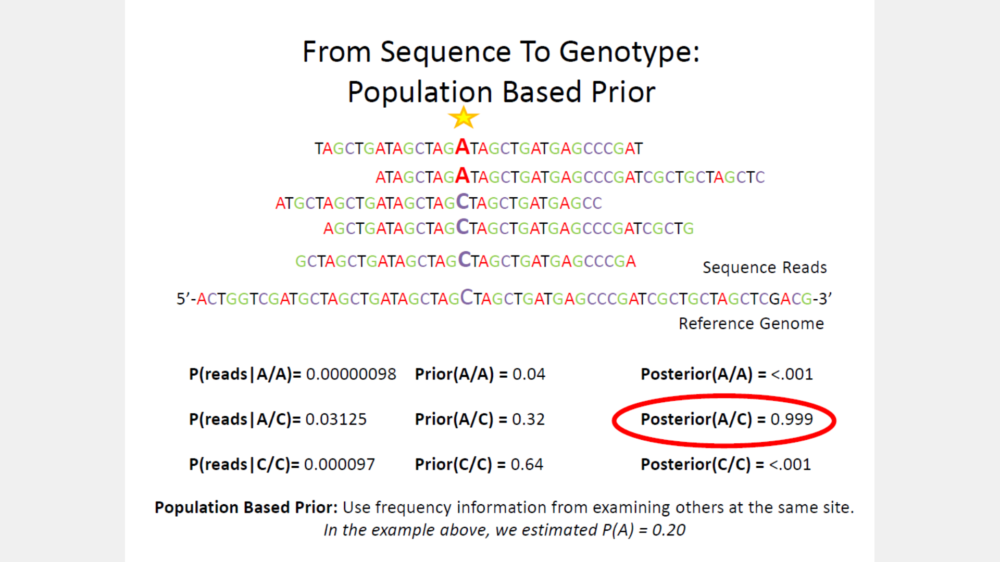 From Sequence To Genotype:
Population Based Prior
TAGCTGATAGCTAGATAGCTGATGAGCCCGAT
ATAGCTAGATAGCTGATGAGCCCGATCGCTGCTAGCTC
ATGCTAGCTGATAGCTAGCTAGCTGATGAGCC
AGCTGATAGCTAGCTAGCTGATGAGCCCGATCGCTG
GCTAGCTGATAGCTAGCTAGCTGATGAGCCCGA
Sequence Reads
5’-ACTGGTCGATGCTAGCTGATAGCTAGCTAGCTGATGAGCCCGATCGCTGCTAGCTCGACG-3’
Reference Genome
P(reads|A/A)= 0.00000098 Prior(A/A) = 0.04 Posterior(A/A) = <.001
P(reads|A/C)= 0.03125 Prior(A/C) = 0.32 Posterior(A/C) = 0.999
P(reads|C/C)= 0.000097 Prior(C/C) = 0.64 Posterior(C/C) = <.001
Population Based Prior: Use frequency information from examining others at the same site.
In the example above, we estimated P(A) = 0.20